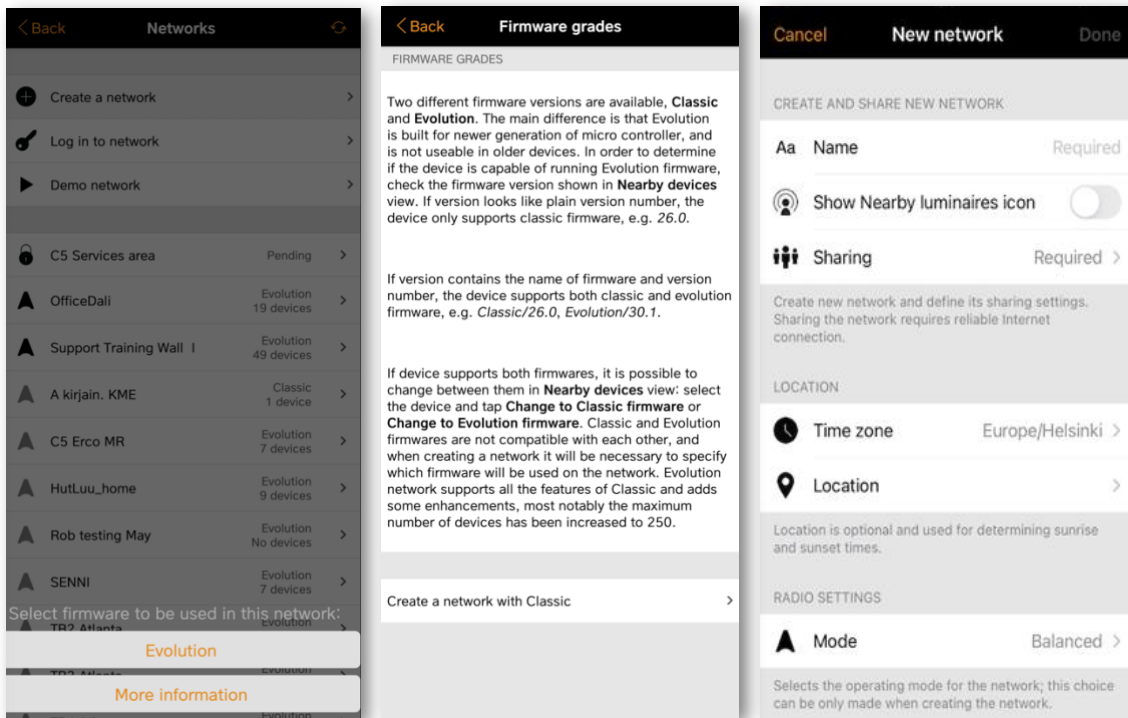 Back
Networks
Create a network
Log in to network
Demo network
C5 Services area
Pending
OfficeDali
Evolution
19 devices
Support Training Wall I
Evolution
49 devices
A kirjain. KME
Classic
1 device
C5 Erco MR
Evolution
7 devices
HutLuu_home
Evolution
9 devices
Rob testing May
Evolution
No devices
SENNI
Evolution
7 devices
Select firmware to be used in this network:
TB2 Atlanta
Evolution
Evolution
TB2 Atlanta
Evolution
More information
Evolution
Back
Firmware grades
FIRMWARE GRADES
Two different firmware versions are available, Classic
and Evolution. The main difference is that Evolution
is built for newer generation of micro controller, and
is not useable in older devices. In order to determine
if the device is capable of running Evolution firmware,
check the firmware version shown in Nearby devices
view. If version looks like plain version number, the
device only supports classic firmware, e.g. 26.0.
If version contains the name of firmware and version
number, the device supports both classic and evolution
firmware, e.g. Classic/26.0, Evolution/30.1.
If device supports both firmwares, it is possible to
change between them in Nearby devices view: select
the device and tap Change to Classic firmware or
Change to Evolution firmware. Classic and Evolution
firmwares are not compatible with each other, and
when creating a network it will be necessary to specify
which firmware will be used on the network. Evolution
network supports all the features of Classic and adds
some enhancements, most notably the maximum
number of devices has been increased to 250.
Create a network with Classic
Cancel
New network
Done
CREATE AND SHARE NEW NETWORK
Aa Name
Required
Show Nearby luminaires icon
Sharing
Required
Create new network and define its sharing settings.
Sharing the network requires reliable Internet
connection.
LOCATION
Time zone
Europe/Helsinki
Location
Location is optional and used for determining sunrise
and sunset times.
RADIO SETTINGS
Mode
Balanced
Selects the operating mode for the network; this choice
can be only made when creating the network.